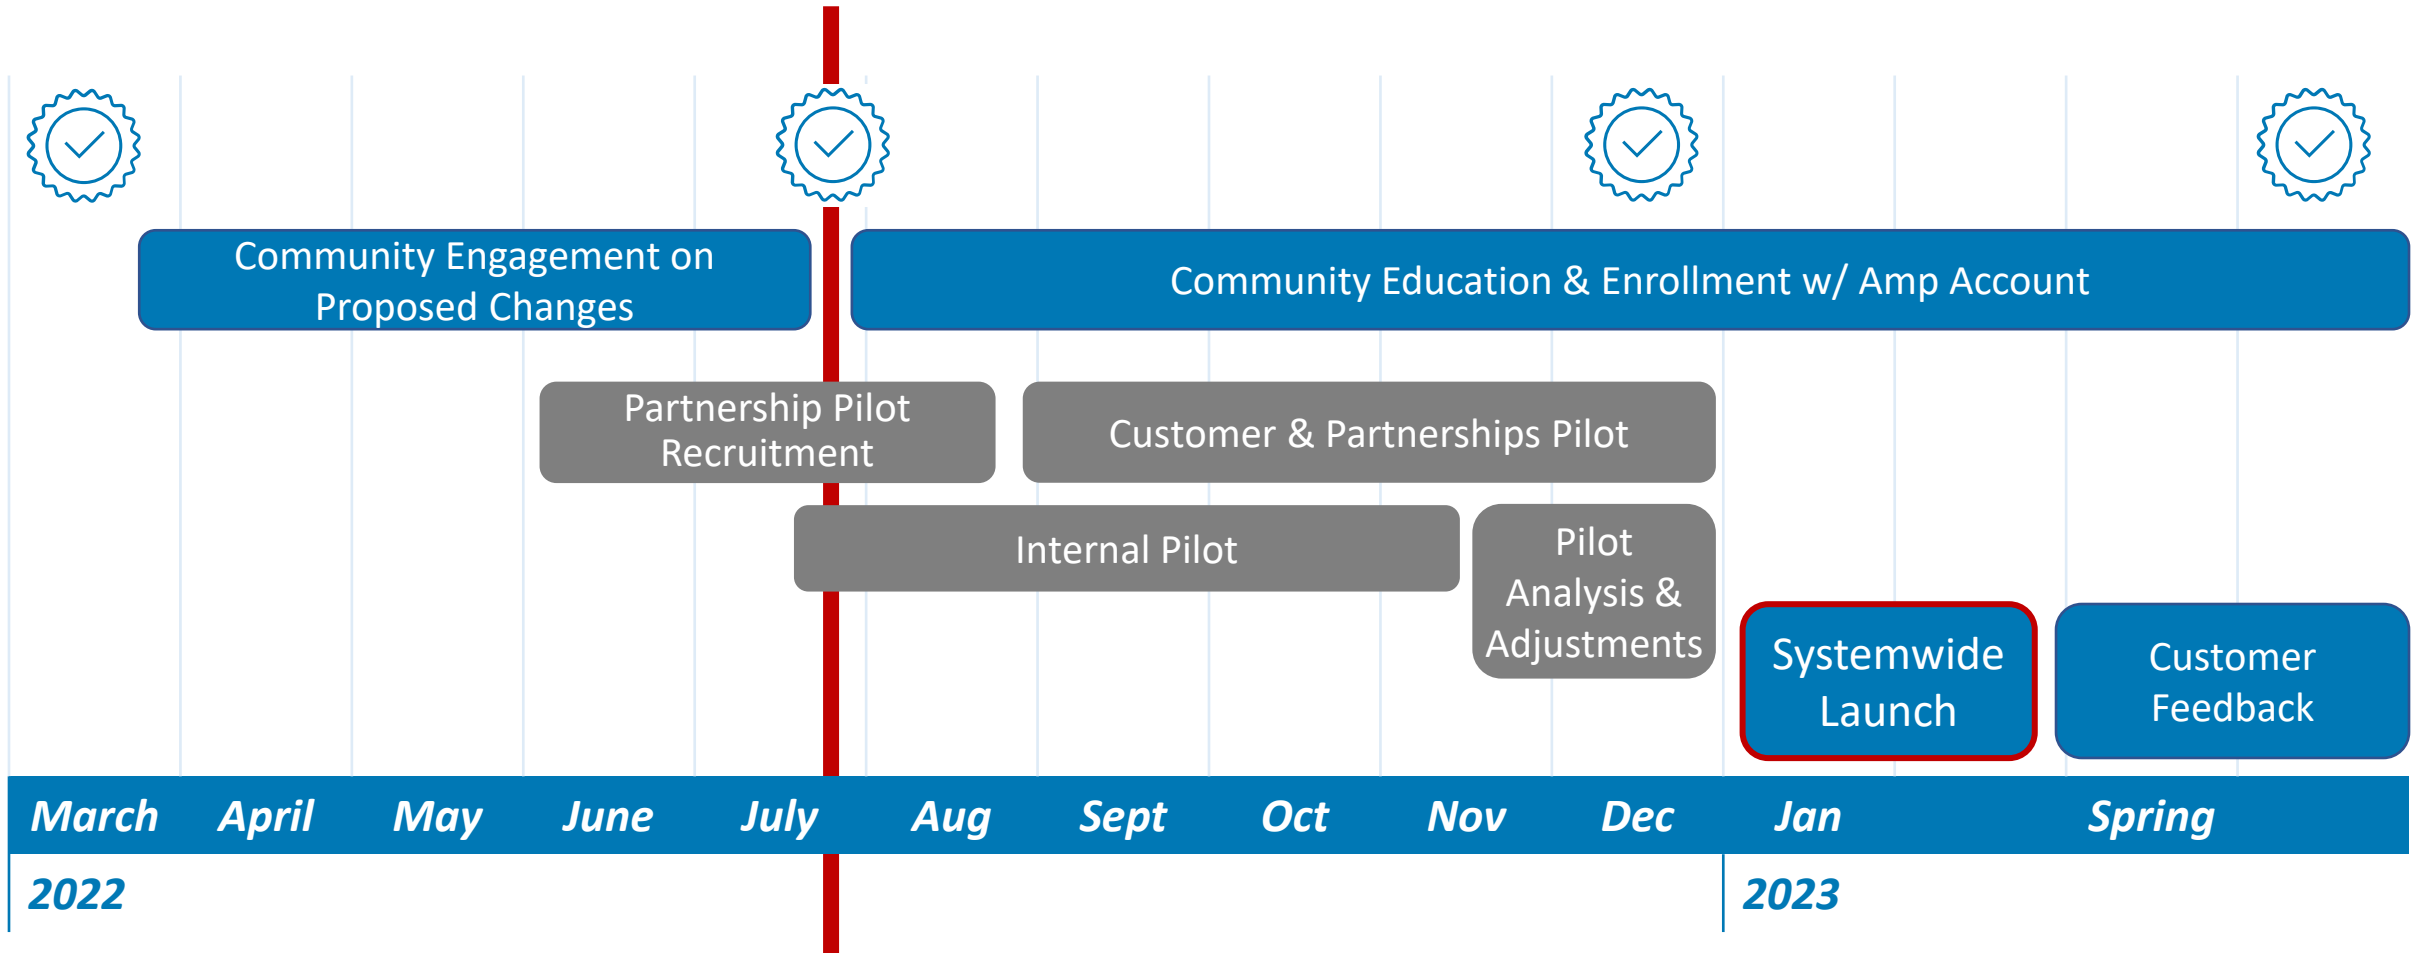 Community Engagement on
Proposed Changes
Community Education & Enrollment w/ Amp Account
Partnership Pilot
Recruitment
Customer & Partnerships Pilot
Internal Pilot
Pilot
Analysis &
Adjustments
Systemwide
Launch
Customer
Feedback
March April May June July Aug Sept Oct Nov Dec Jan Spring
2022 2023